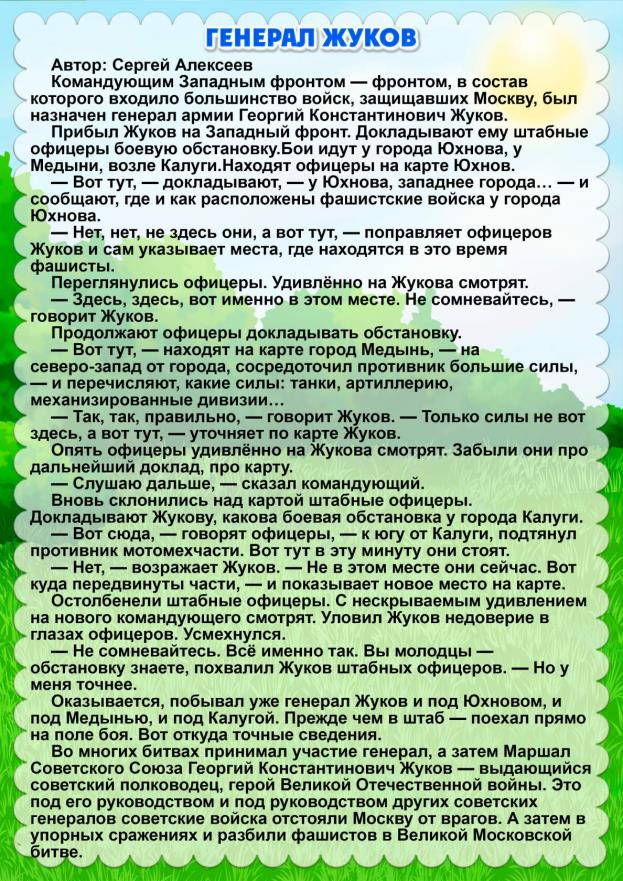 ГЕНЕРАЛ ЖУКОВ
Автор: Сергей Алексеев
Командующим Западным фронтом — фронтом, в состав
которого входило большинство войск, защищавших Москву, был
назначен генерал армии Георгий Константинович Жуков.
Прибыл Жуков на Западный фронт. Докладывают ему штабные
офицеры боевую обстановку.Бои идут у города Юхнова, у
Медыни, возле Калуги.Находят офицеры на карте Юхнов.
— Вот тут, — докладывают, — у Юхнова, западнее города... — и
сообщают, где и как расположены фашистские войска у города
Юхнова.
— Нет, нет, не здесь они, а вот тут, — поправляет офицеров
Жуков и сам указывает места, где находятся в это время
фашисты.
Переглянулись офицеры. Удивлённо на Жукова смотрят.
— Здесь, здесь, вот именно в этом месте. Не сомневайтесь, —
говорит Жуков.
Продолжают офицеры докладывать обстановку.
— Вот тут, — находят на карте город Медынь, — на
северо-запад от города, сосредоточил противник большие силы,
— и перечисляют, какие силы: танки, артиллерию,
механизированные дивизии...
— Так, так, правильно, — говорит Жуков. — Только силы не вот
здесь, а вот тут, — уточняет по карте Жуков.
Опять офицеры удивлённо на Жукова смотрят. Забыли они про
дальнейший доклад, про карту.
— Слушаю дальше, — сказал командующий.
Вновь склонились над картой штабные офицеры.
Докладывают Жукову, какова боевая обстановка у города Калуги.
— Вот сюда, — говорят офицеры, — к югу от Калуги, подтянул
противник мотомехчасти. Вот тут в эту минуту они стоят.
— Нет, — возражает Жуков. — Не в этом месте они сейчас. Вот
куда передвинуты части, — и показывает новое место на карте.
Остолбенели штабные офицеры. С нескрываемым удивлением
на нового командующего смотрят. Уловил Жуков недоверие в
глазах офицеров. Усмехнулся.
— Не сомневайтесь. Всё именно так. Вы молодцы —
обстановку знаете, похвалил Жуков штабных офицеров. — Но у
меня точнее.
Оказывается, побывал уже генерал Жуков и под Юхновом, и
под Медынью, и под Калугой. Прежде чем в штаб — поехал прямо
на поле боя. Вот откуда точные сведения.
Во многих битвах принимал участие генерал, а затем Маршал
Советского Союза Георгий Константинович Жуков — выдающийся
советский полководец, герой Великой Отечественной войны. Это
под его руководством и под руководством других советских
генералов советские войска отстояли Москву от врагов. А затем в
упорных сражениях и разбили фашистов в Великой Московской
битве.